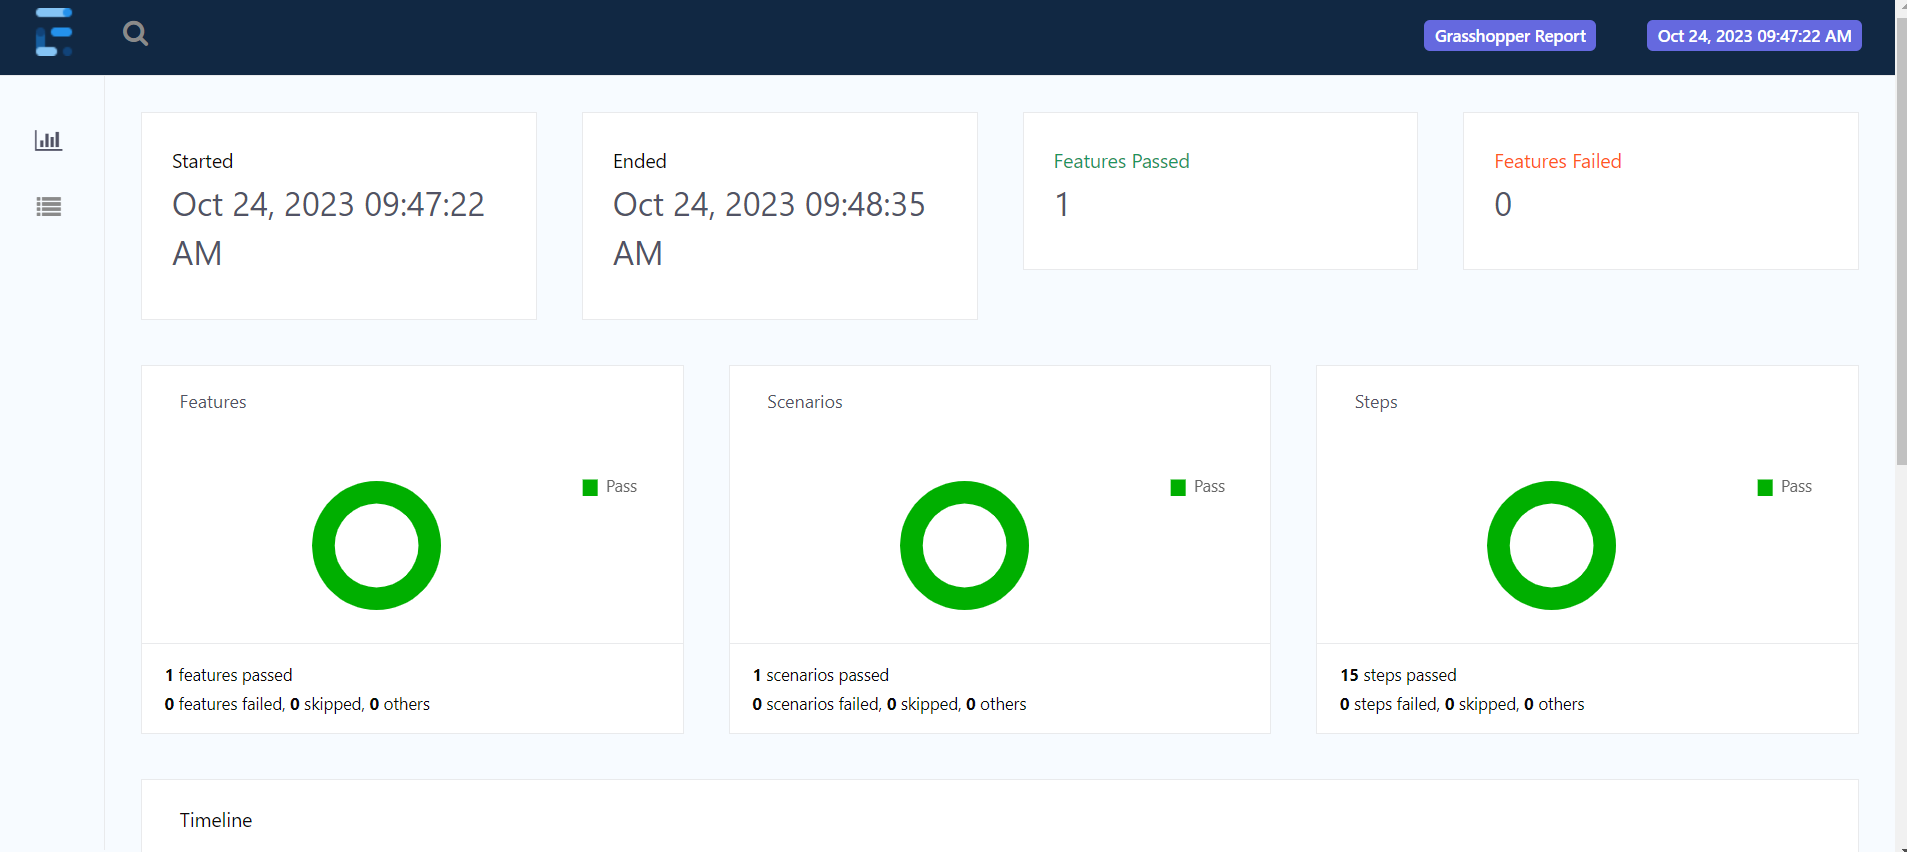 Grasshopper Report
Oct 24, 2023 09:47:22 AM
Started
Oct 24, 2023 09:47:22
AM
Ended
Oct 24, 2023 09:48:35
AM
Features Passed
1
Features Failed
0
Features
Pass
1 features passed
0 features failed, 0 skipped, 0 others
Scenarios
Pass
1 scenarios passed
0 scenarios failed, 0 skipped, 0 others
Steps
Pass
15 steps passed
0 steps failed, 0 skipped, 0 others
Timeline